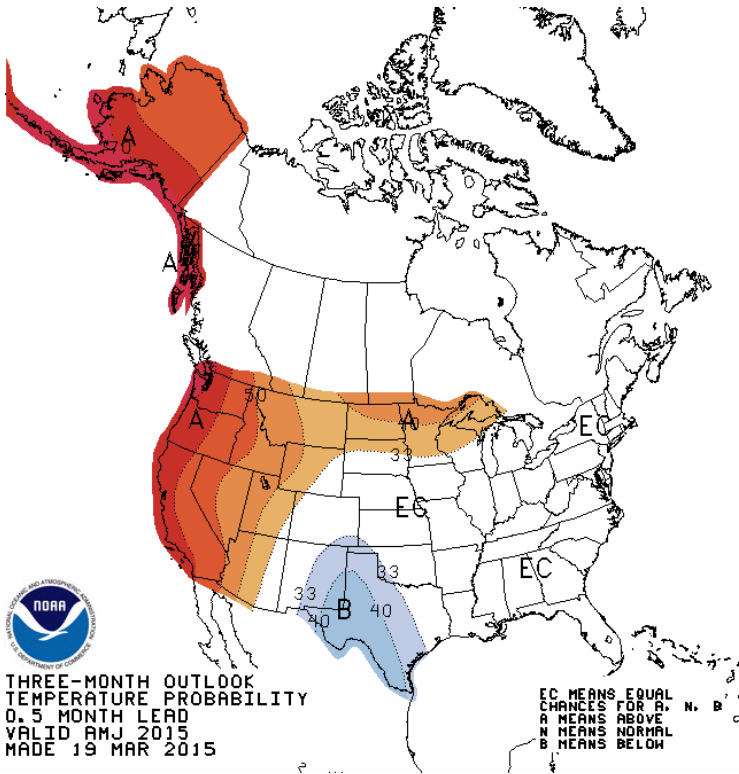 A
0
A
50
A
A
40
EC
33
EC
EC
33
33
B
40
40
NATIONAL OCEANIC AND ATMOSPHERIC ADMINISTRATION
NOAA
U.S. DEPARTMENT OF COMMERCE
THREE-MONTH OUTLOOK
TEMPERATURE PROBABILITY
0.5 MONTH LEAD
VALID AMJ 2015
MADE 19 MAR 2015
EC MEANS EQUAL
CHANCES FOR A, N, B
A MEANS ABOVE
N MEANS NORMAL
B MEANS BELOW